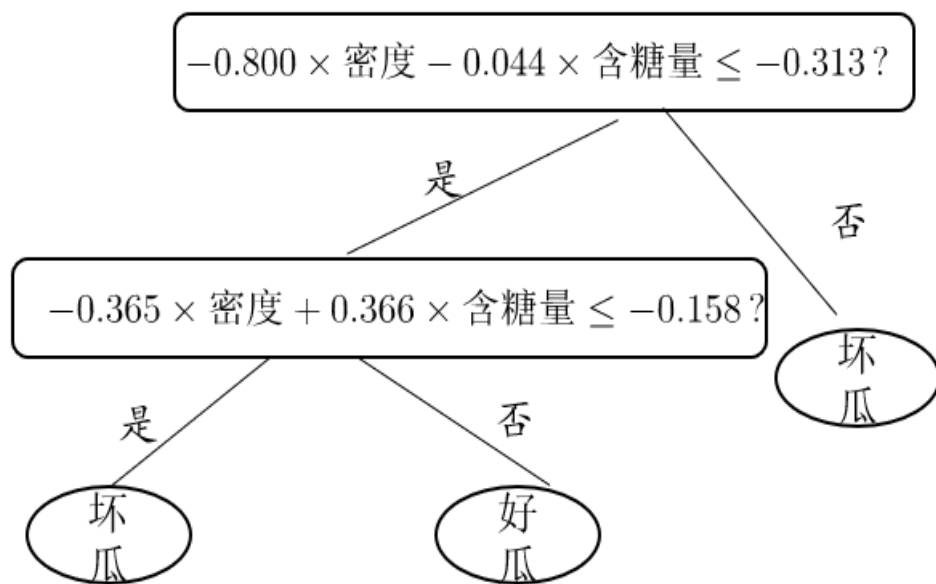 −0.800 × 密度 − 0.044 × 含糖量 ≤ −0.313?
是
否
−0.365 × 密度 + 0.366 × 含糖量 ≤ −0.158?
坏
瓜
是
否
坏
瓜
好
瓜